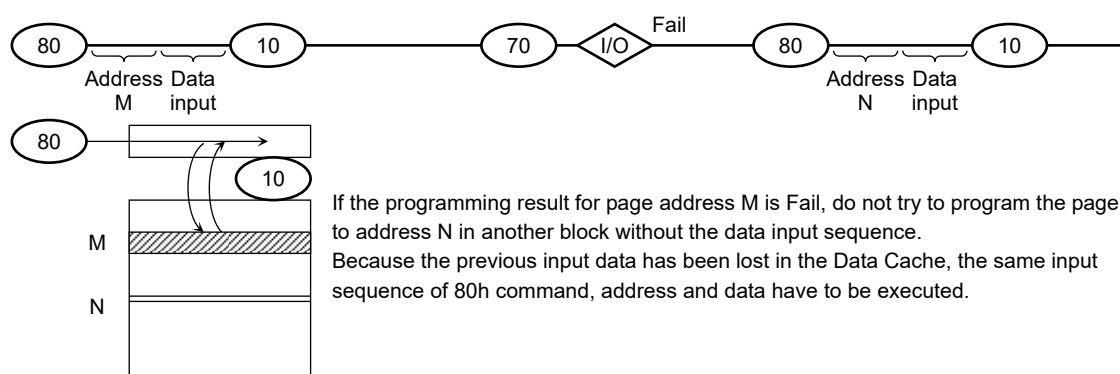 80 10 70 I/O Fail 80 10
Address Data Address Data
M input N input
80
10
If the programming result for page address M is Fail, do not try to program the page
to address N in another block without the data input sequence.
M
Because the previous input data has been lost in the Data Cache, the same input
sequence of 80h command, address and data have to be executed.
N